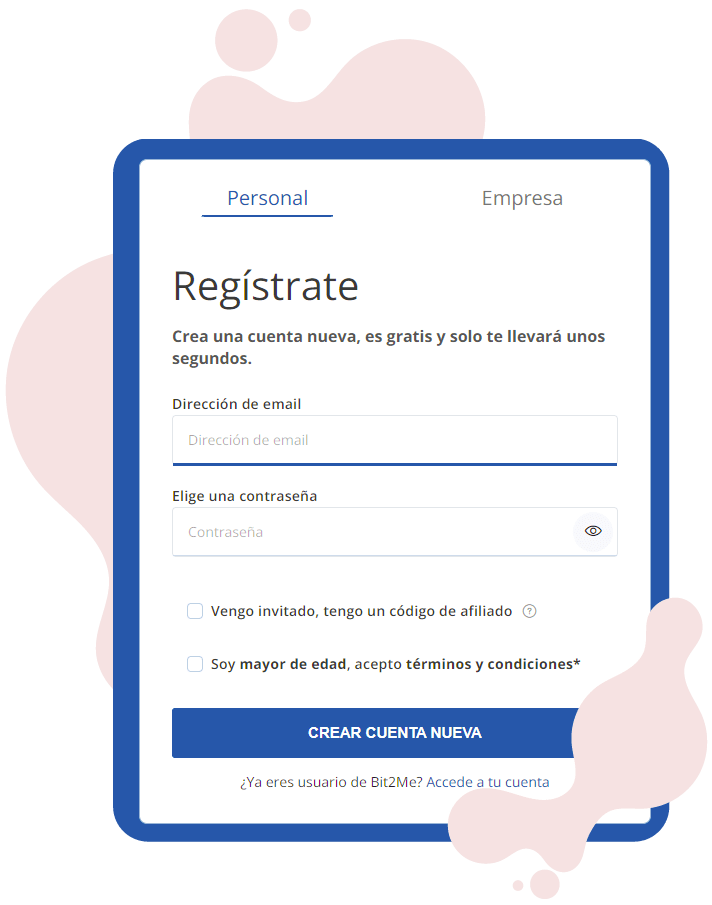 Personal
Empresa
Regístrate
Crea una cuenta nueva, es gratis y solo te llevará unos
segundos.
Dirección de email
Dirección de email
Elige una contraseña
Contraseña
Vengo invitado, tengo un código de afiliado ?
Soy mayor de edad, acepto términos y condiciones*
CREAR CUENTA NUEVA
¿Ya eres usuario de Bit2Me? Accede a tu cuenta